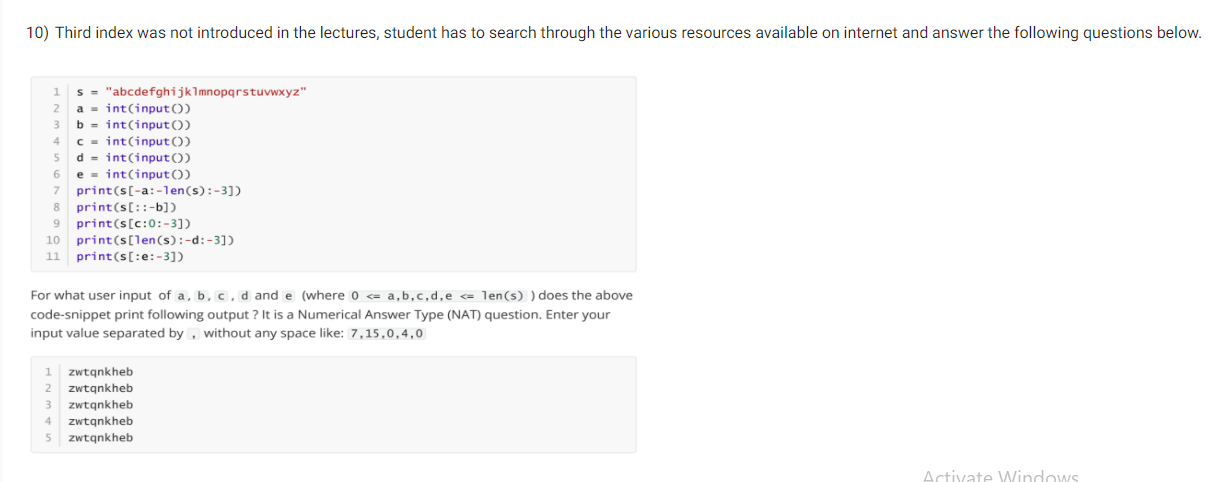 10) Third index was not introduced in the lectures, student has to search through the various resources available on internet and answer the following questions below.
1 s = "abcdefghijklmnopqrstuvwxyz"
2 a = int(input())
3 b = int(input())
4 c = int(input())
5 d = int(input())
6 e = int(input())
7 print(s[-a:-len(s):-3])
8 print(s[::-b])
9 print(s[c:0:-3])
10 print(s[len(s):-d:-3])
11 print(s[:e:-3])
For what user input of a, b, c, d and e (where 0 <= a,b,c,d,e <= len(s) ) does the above
code-snippet print following output ? It is a Numerical Answer Type (NAT) question. Enter your
input value separated by , without any space like: 7,15,0,4,0
1 zwtqnkheb
2 zwtqnkheb
3 zwtqnkheb
4 zwtqnkheb
5 zwtqnkheb
Activate Windows